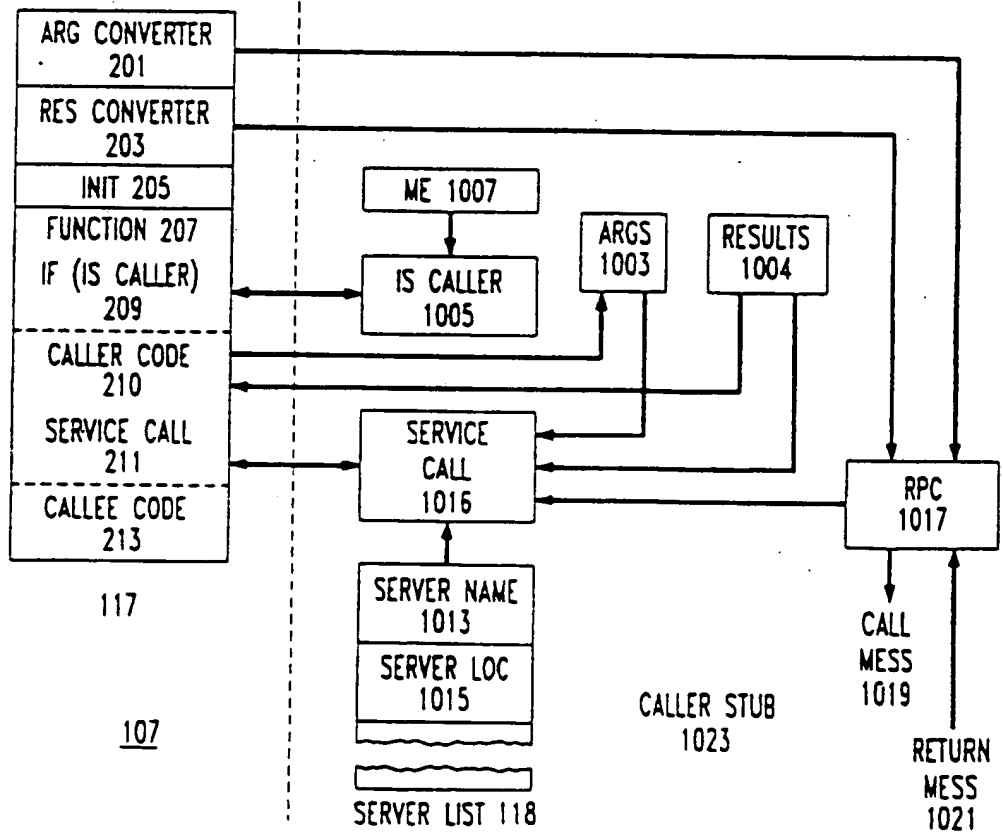 ARG CONVERTER
201
RES CONVERTER
203
INIT 205
FUNCTION 207
IF (IS CALLER)
209
CALLER CODE
210
SERVICE CALL
211
CALLEE CODE
213
117
107
ME 1007
IS CALLER
1005
ARGS
1003
RESULTS
1004
SERVICE
CALL
1016
SERVER NAME
1013
SERVER LOC
1015
SERVER LIST 118
RPC
1017
CALL
MESS
1019
CALLER STUB
1023
RETURN
MESS
1021